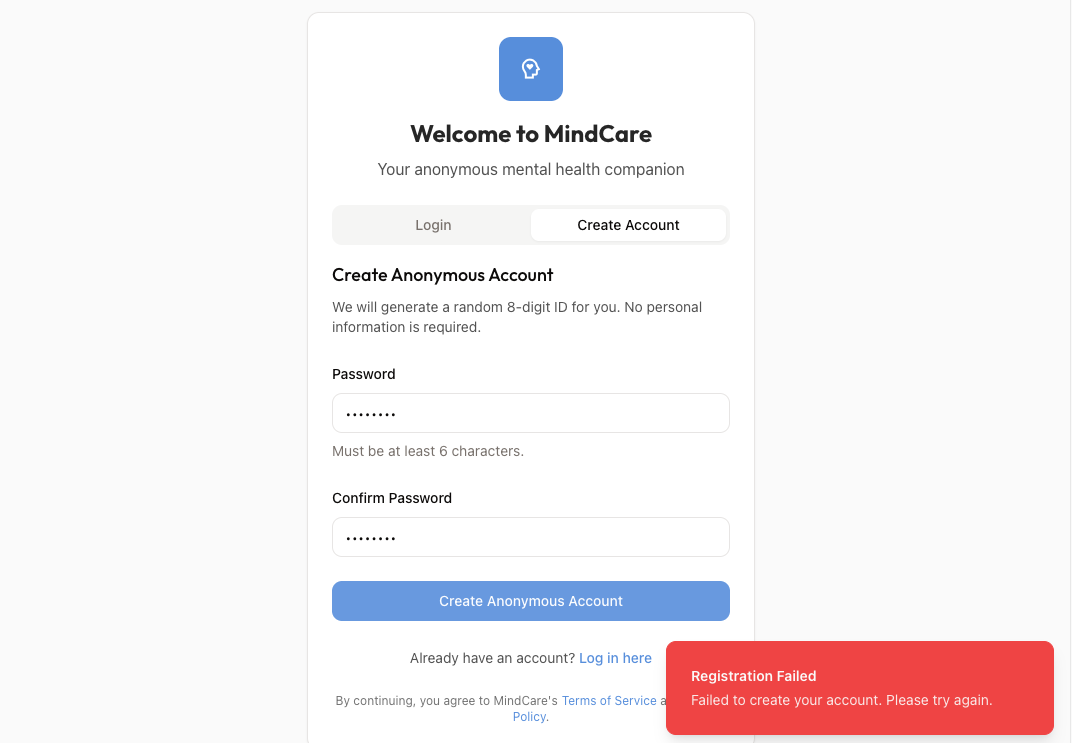 Welcome to MindCare
Your anonymous mental health companion
Login
Create Account
Create Anonymous Account
We will generate a random 8-digit ID for you. No personal
information is required.
Password
••••••••
Must be at least 6 characters.
Confirm Password
••••••••
Create Anonymous Account
Already have an account? Log in here
By continuing, you agree to MindCare's Terms of Service
Policy.
Registration Failed
Failed to create your account. Please try again.